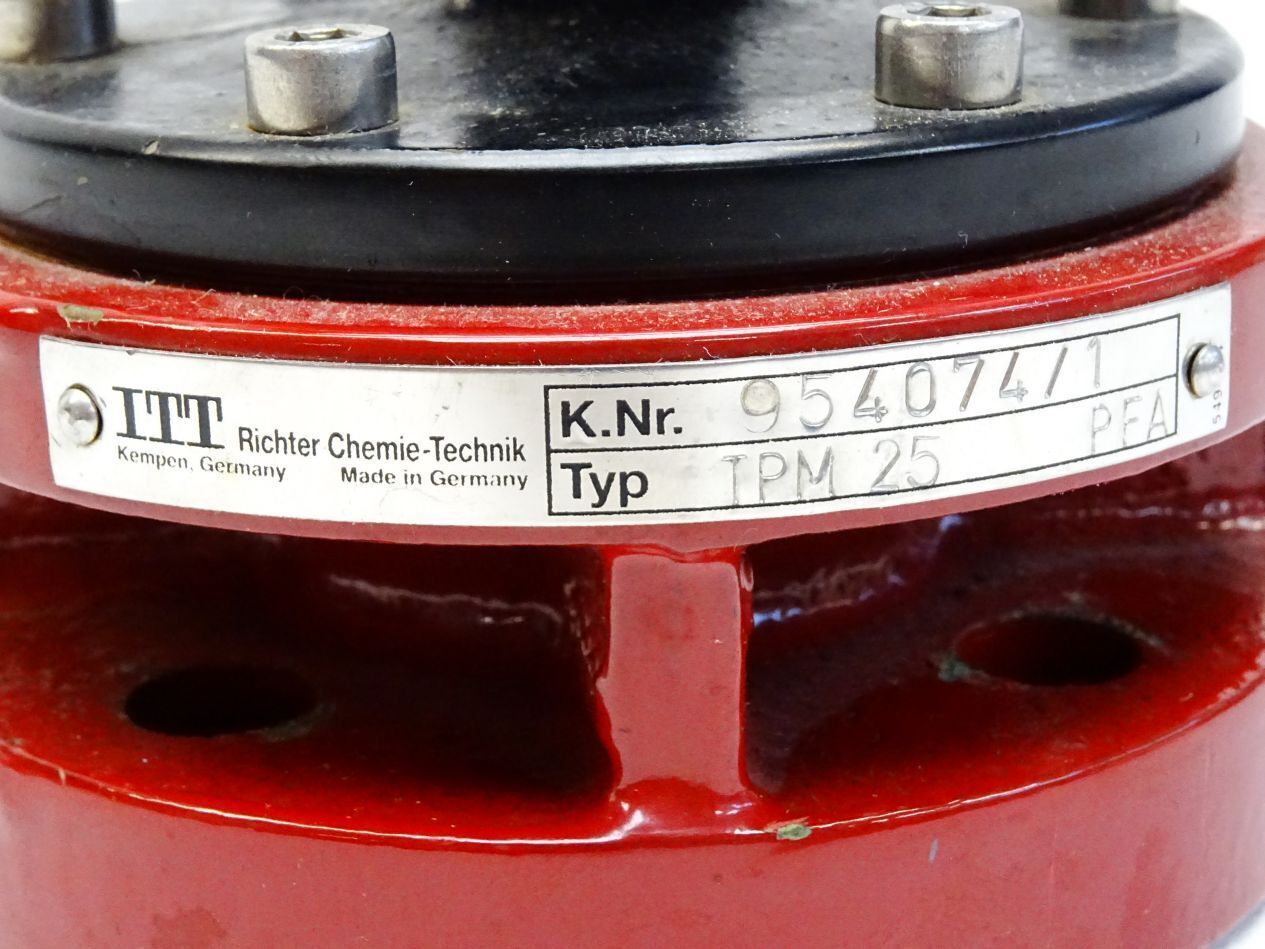 ITT Richter Chemie-Technik
Kempen, Germany Made in Germany
K.Nr. 954074/1
Typ TPM 25 PFA